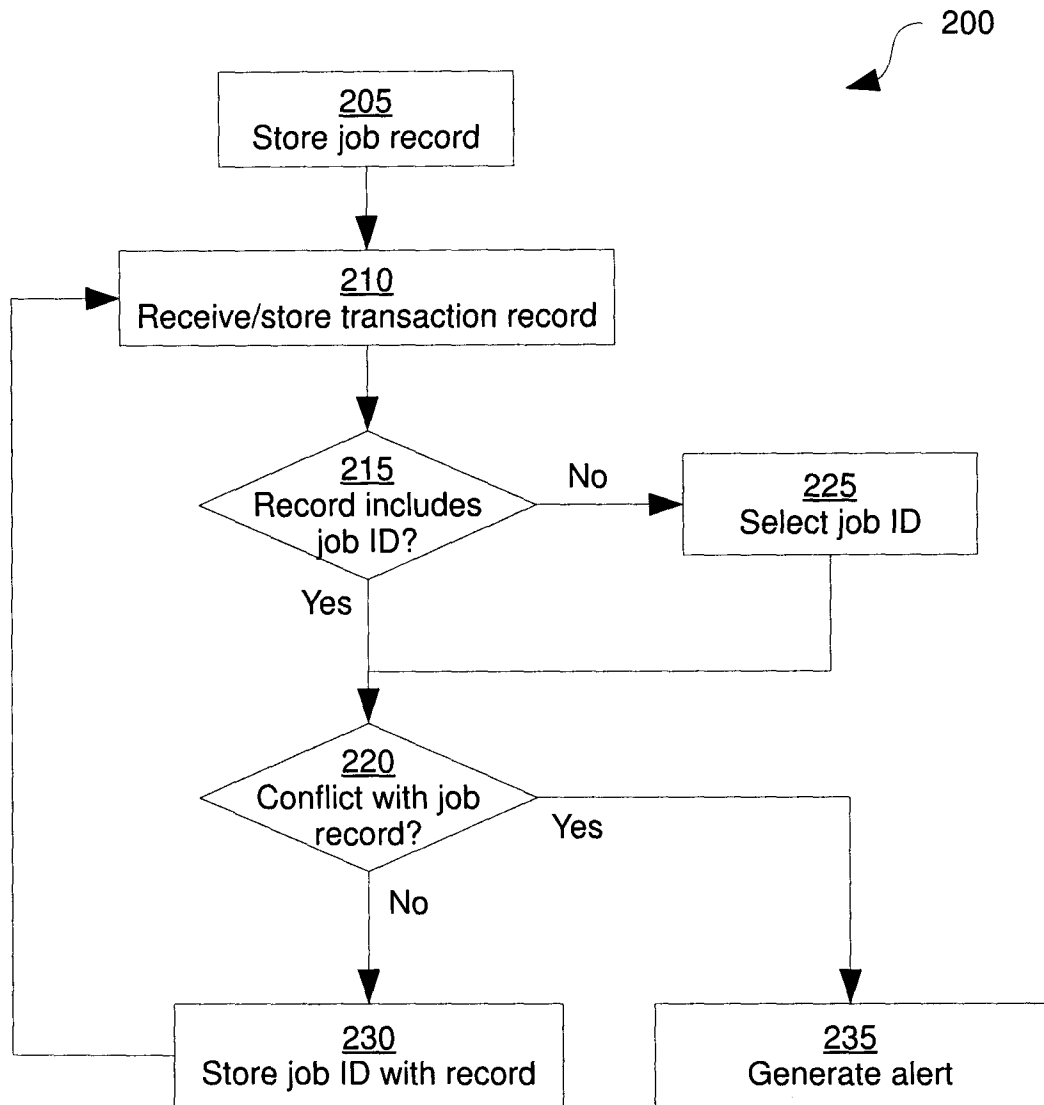 200
205
Store job record
210
Receive/store transaction record
215
Record includes
job ID?
No
225
Select job ID
Yes
220
Conflict with job
record?
Yes
No
230
Store job ID with record
235
Generate alert